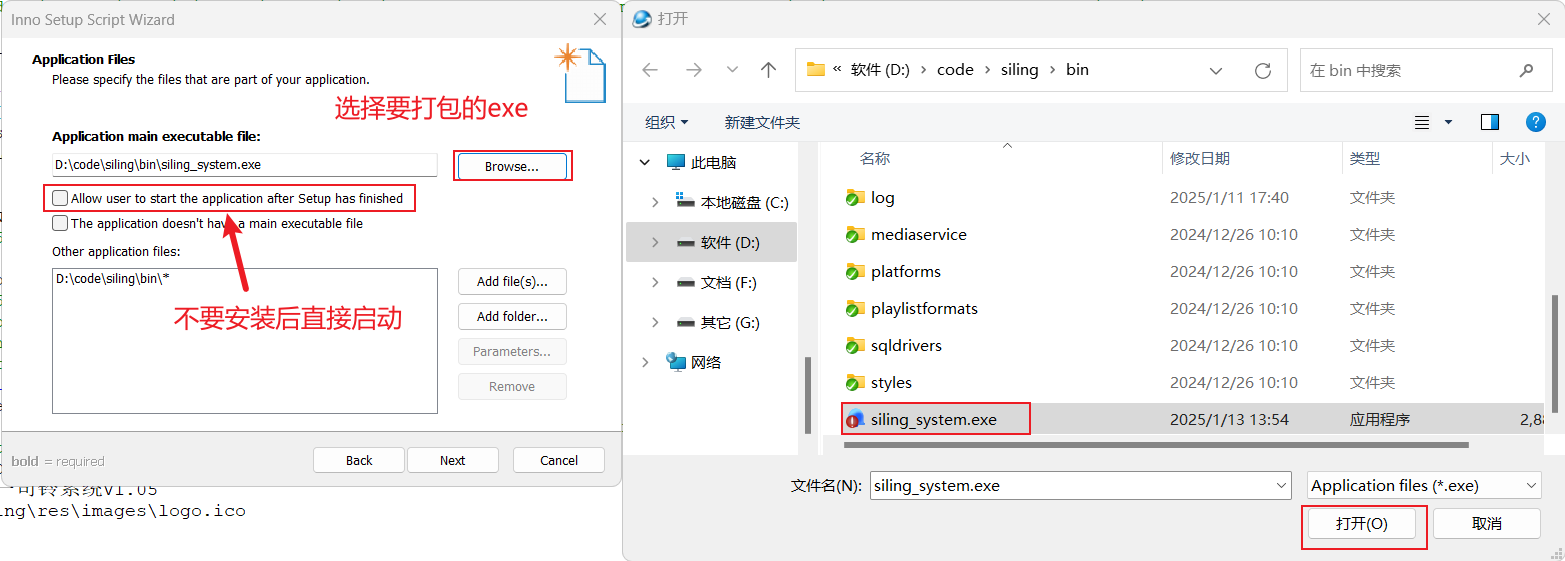 Inno Setup Script Wizard
Application Files
Please specify the files that are part of your application.
选择要打包的exe
Application main executable file:
D:\code\siling\bin\siling_system.exe
Browse...
Allow user to start the application after Setup has finished
The application doesn't have a main executable file
Other application files:
D:\code\siling\bin\*
Add file(s)...
Add folder...
Parameters...
Remove
不要安装后直接启动
bold = required
Back
Next
Cancel
司铃系统V1.05
ing\res\images\logo.ico
打开
« 软件 (D:) › code › siling › bin
在 bin 中搜索
组织
新建文件夹
此电脑
本地磁盘 (C:)
软件 (D:)
文档 (F:)
其它 (G:)
网络
名称 修改日期 类型 大小
log 2025/1/11 17:40 文件夹
mediaservice 2024/12/26 10:10 文件夹
platforms 2024/12/26 10:10 文件夹
playlistformats 2024/12/26 10:10 文件夹
sqldrivers 2024/12/26 10:10 文件夹
styles 2024/12/26 10:10 文件夹
siling_system.exe 2025/1/13 13:54 应用程序
文件名(N):
siling_system.exe
Application files (*.exe)
打开(O)
取消